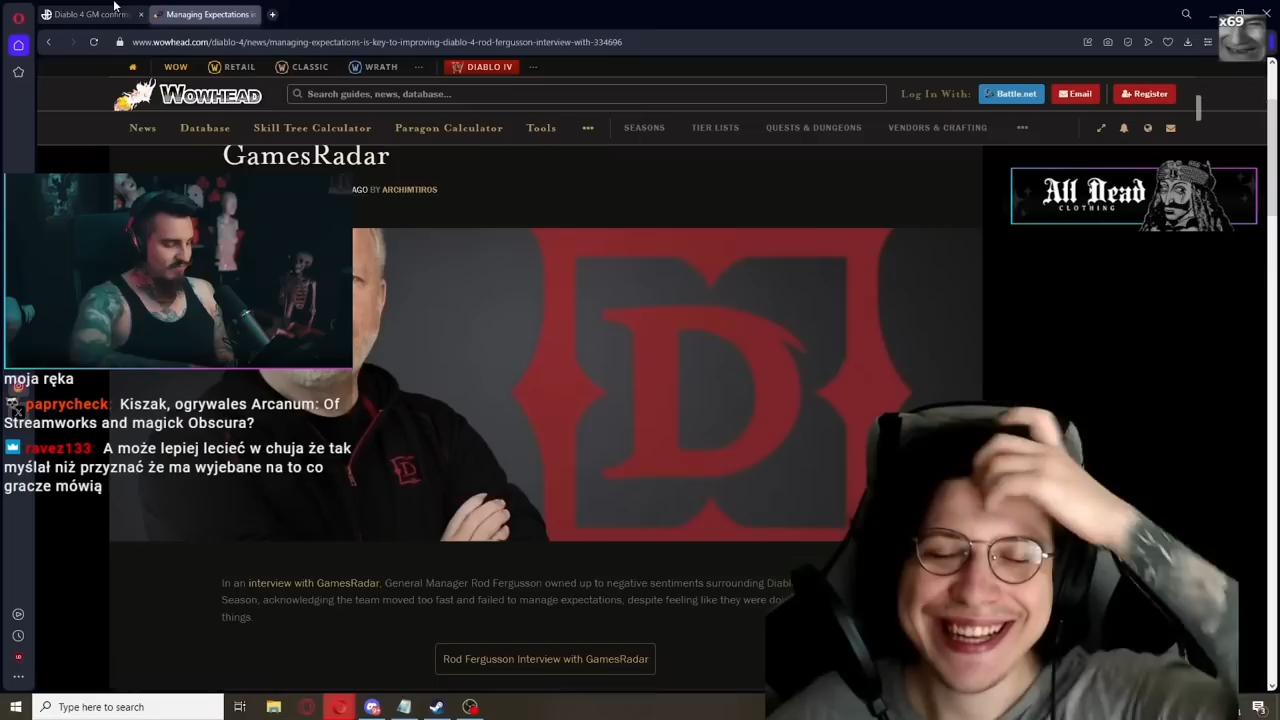 Diablo 4 GM confirm
Managing Expectations is
x69
www.wowhead.com/diablo-4/news/managing-expectations-is-key-to-improving-diablo-4-rod-fergusson-interview-with-334696
WOW
RETAIL
CLASSIC
WRATH
DIABLO IV
WOWHEAD
Search guides, news, database...
Log In With:
Battle.net
Email
Register
News
Database
Skill Tree Calculator
Paragon Calculator
Tools
SEASONS
TIER LISTS
QUESTS & DUNGEONS
VENDORS & CRAFTING
GamesRadar
AGO BY ARCHIMTIROS
All Dead
CLOTHING
D
moja ręka
paprycheck: Kiszak, ogrywales Arcanum: Of
Streamworks and magick Obscura?
ravez133: A może lepiej lecieć w chuja że tak
myślał niż przyznać że ma wyjebane na to co
gracze mówią
In an interview with GamesRadar, General Manager Rod Fergusson owned up to negative sentiments surrounding Diabl
Season, acknowledging the team moved too fast and failed to manage expectations, despite feeling like they were doi
things.
Rod Fergusson Interview with GamesRadar
Type here to search